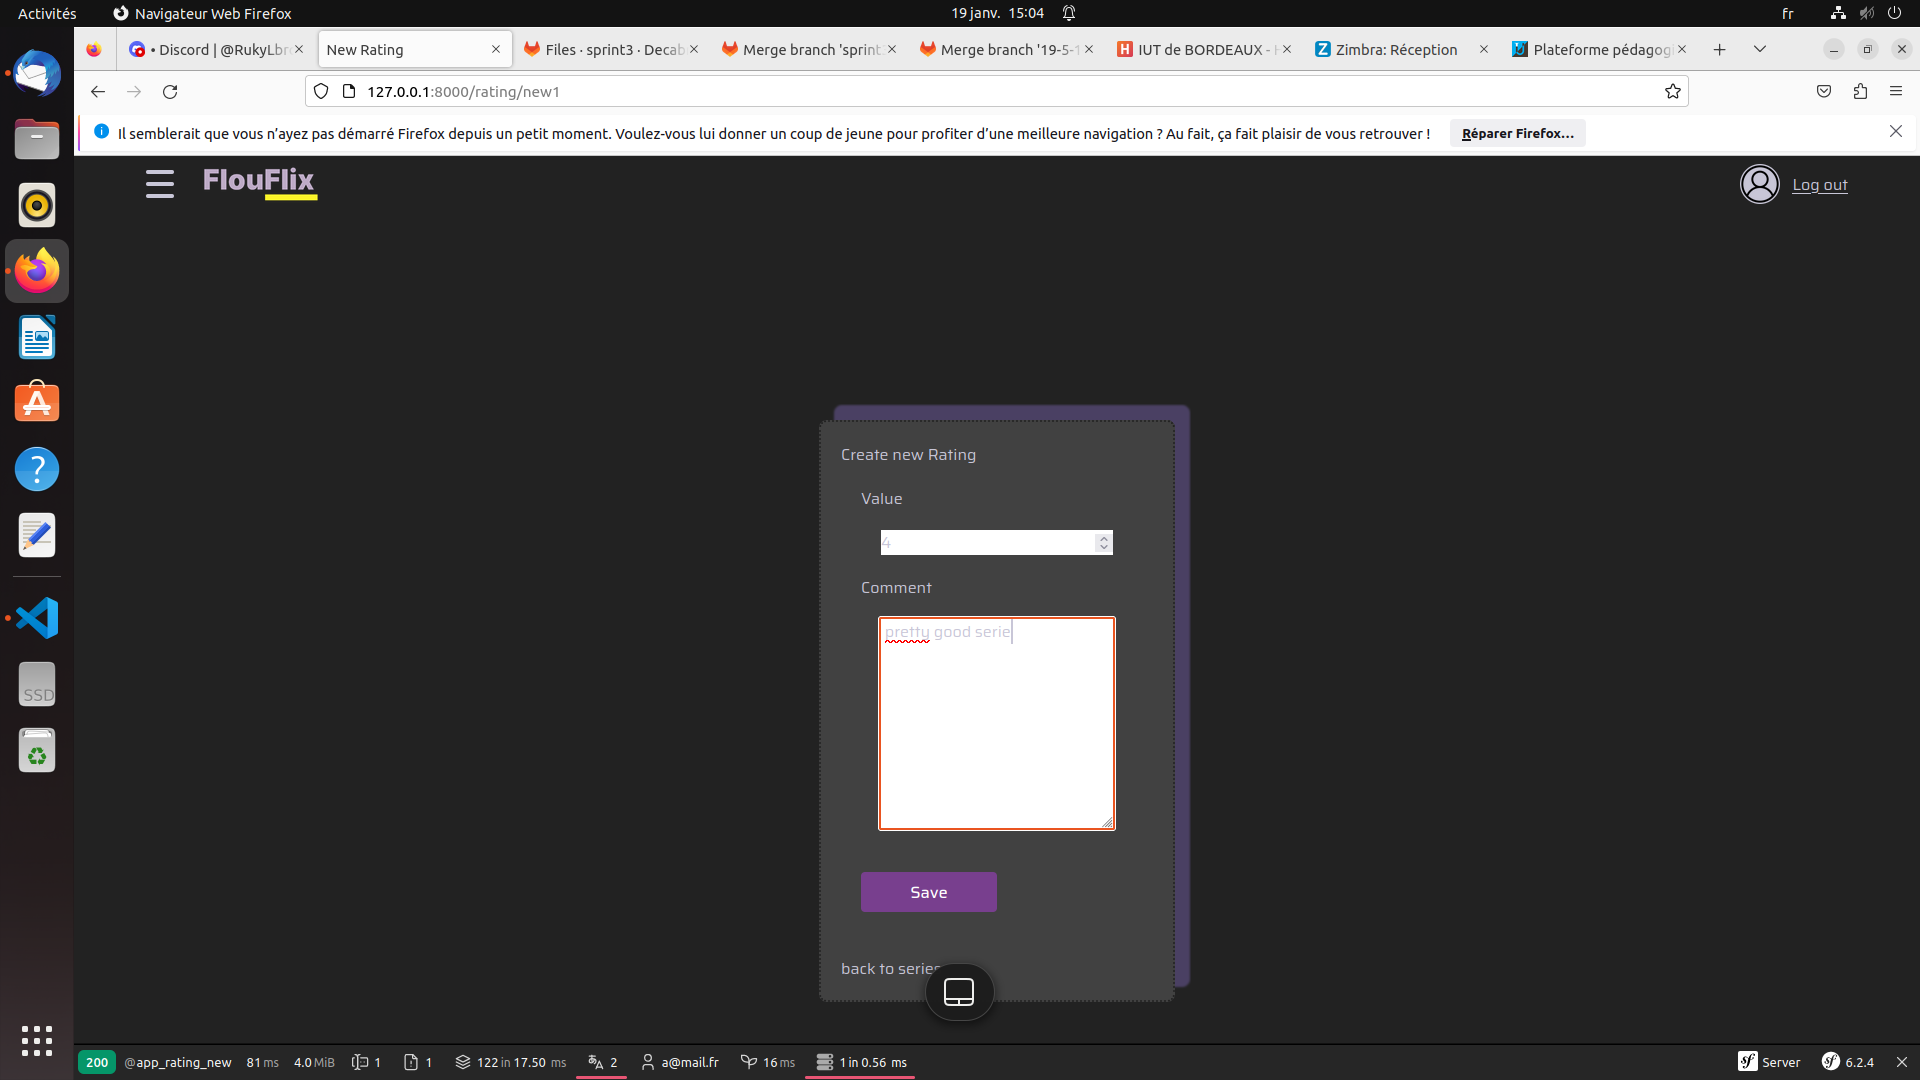 Activités
Navigateur Web Firefox
19 janv. 15:04
fr
• Discord | @RukyLbr
New Rating
Files · sprint3 · Decab
Merge branch 'sprint
Merge branch '19-5-1
IUT de BORDEAUX -
Zimbra: Réception
Plateforme pédagogi
127.0.0.1:8000/rating/new1
Il semblerait que vous n’ayez pas démarré Firefox depuis un petit moment. Voulez-vous lui donner un coup de jeune pour profiter d’une meilleure navigation ? Au fait, ça fait plaisir de vous retrouver !
Réparer Firefox…
FlouFlix
Log out
Create new Rating
Value
4
Comment
pretty good serie
Save
back to series
SSD
200 @app_rating_new 81 ms 4.0 MiB 1 1 122 in 17.50 ms 2 a@mail.fr 16 ms 1 in 0.56 ms
Server 6.2.4